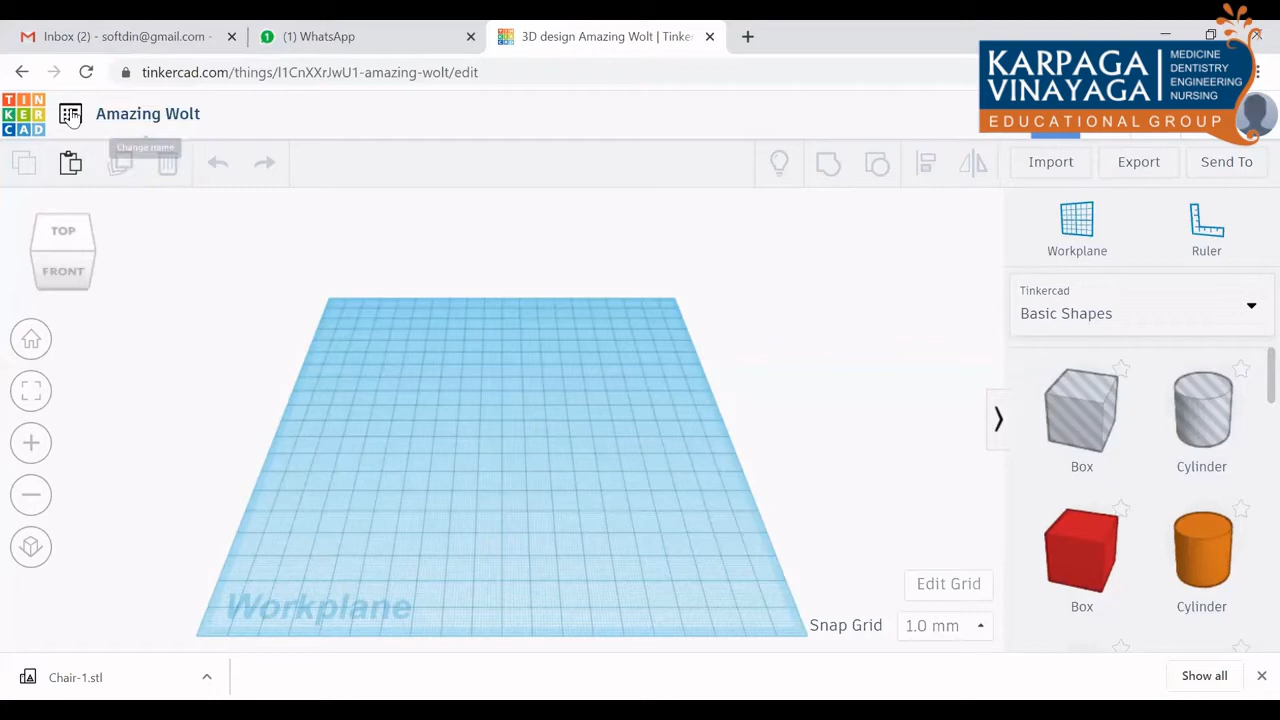 Inbox (2) - softdin@gmail.com -
(1) WhatsApp
3D design Amazing Wolt | Tinker
tinkercad.com/things/l1CnXXrJwU1-amazing-wolt/edit
KARPAGA
VINAYAGA
MEDICINE
DENTISTRY
ENGINEERING
NURSING
EDUCATIONAL GROUP
TIN
KER
CAD
Amazing Wolt
Change name
Import
Export
Send To
TOP
FRONT
Workplane
Ruler
Tinkercad
Basic Shapes
Box
Cylinder
Box
Cylinder
Workplane
Edit Grid
Snap Grid
1.0 mm
Chair-1.stl
Show all